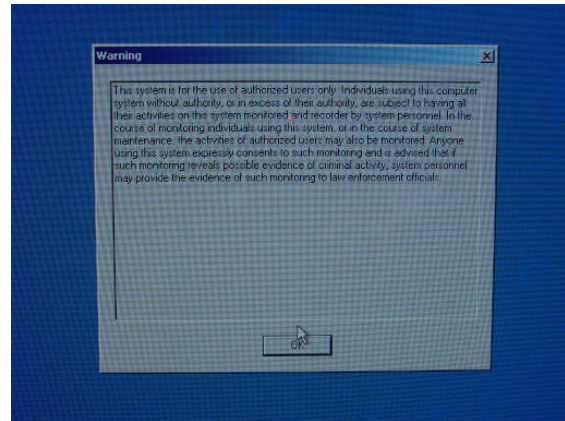 Warning
This system is for the use of authorized users only. Individuals using this computer
system without authority, or in excess of their authority, are subject to having all
their activities on this system monitored and recorder by system personnel. In the
course of monitoring individuals using this system, or in the course of system
maintenance, the activities of authorized users may also be monitored. Anyone
using this system expressly consents to such monitoring and is advised that if
such monitoring reveals possible evidence of criminal activity, system personnel
may provide the evidence of such monitoring to law enforcement officials.
OK